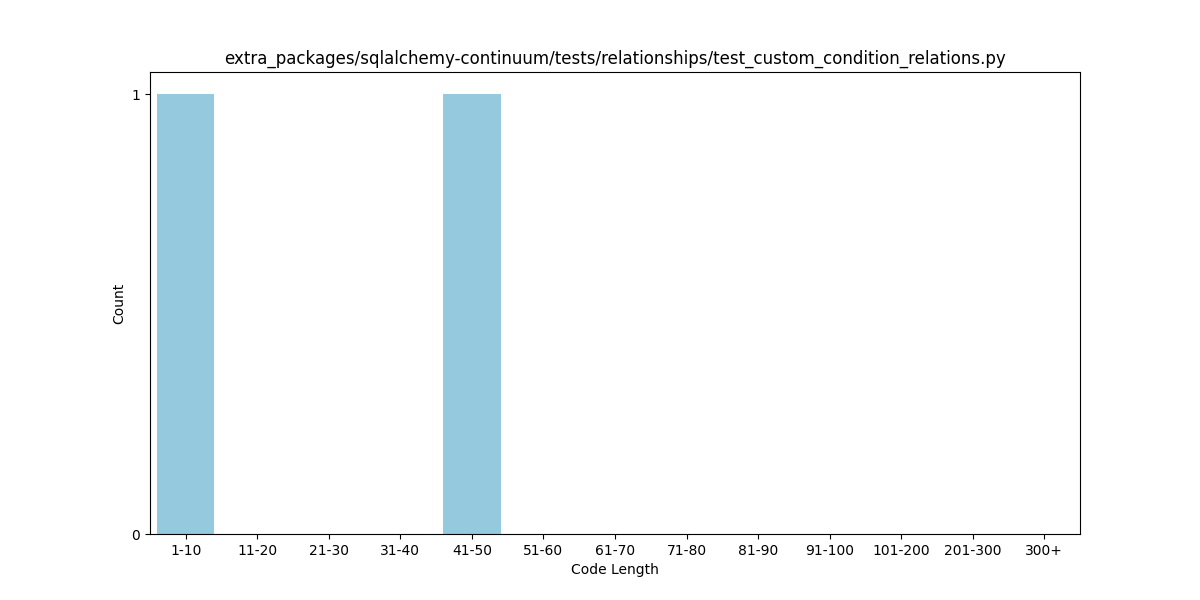 extra_packages/sqlalchemy-continuum/tests/relationships/test_custom_condition_relations.py
1
Count
0
1-10 11-20 21-30 31-40 41-50 51-60 61-70 71-80 81-90 91-100 101-200 201-300 300+
Code Length